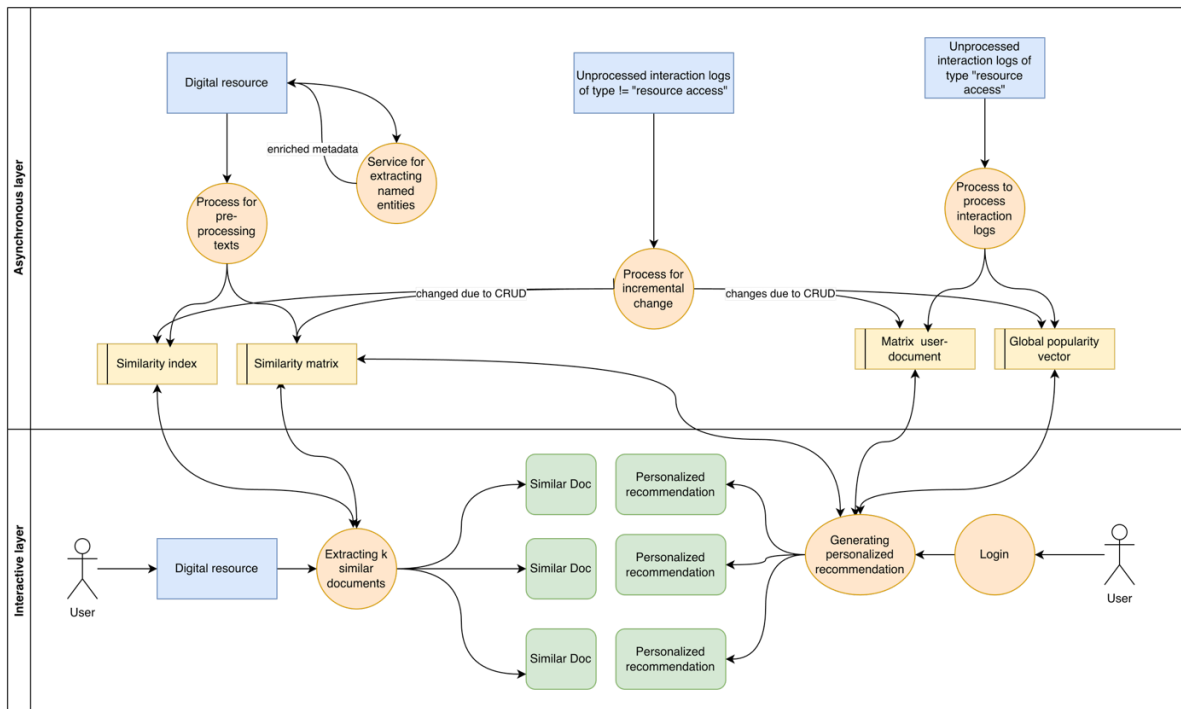 Asynchronous layer
Digital resource
Unprocessed interaction logs
of type != "resource access"
Unprocessed
interaction logs of
type "resource
access"
enriched metadata
Service for
extracting
named
entities
Process for
pre-
processing
texts
Process to
process
interaction
logs
Process for
incremental
change
changed due to CRUD
changes due to CRUD
Similarity index
Similarity matrix
Matrix user-
document
Global popularity
vector
Interactive layer
User
Digital resource
Extracting k
similar
documents
Similar Doc
Similar Doc
Similar Doc
Personalized
recommendation
Personalized
recommendation
Personalized
recommendation
Generating
personalized
recommendation
Login
User